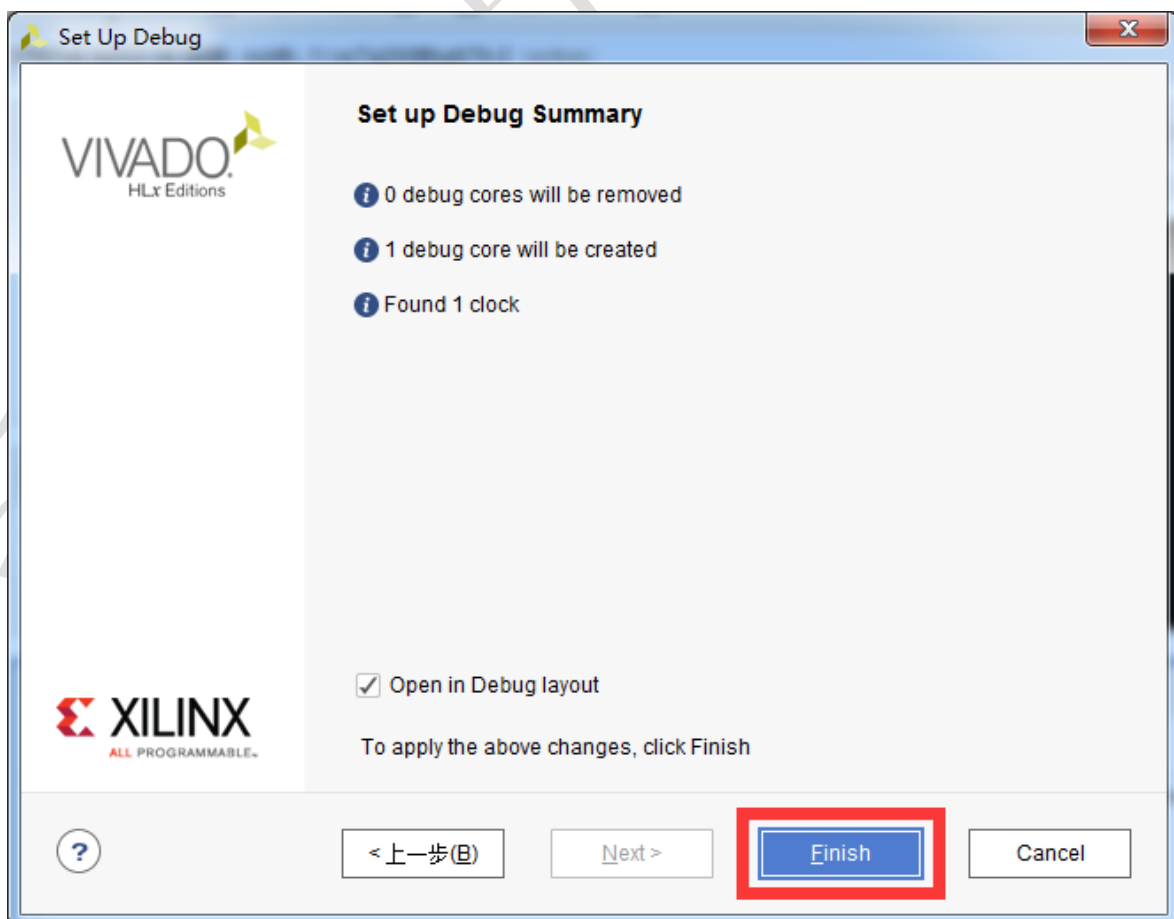 Set Up Debug
VIVADO.
HLx Editions
Set up Debug Summary
0 debug cores will be removed
1 debug core will be created
Found 1 clock
Open in Debug layout
XILINX
ALL PROGRAMMABLE™
To apply the above changes, click Finish
? <上一步(B) Next > Finish Cancel